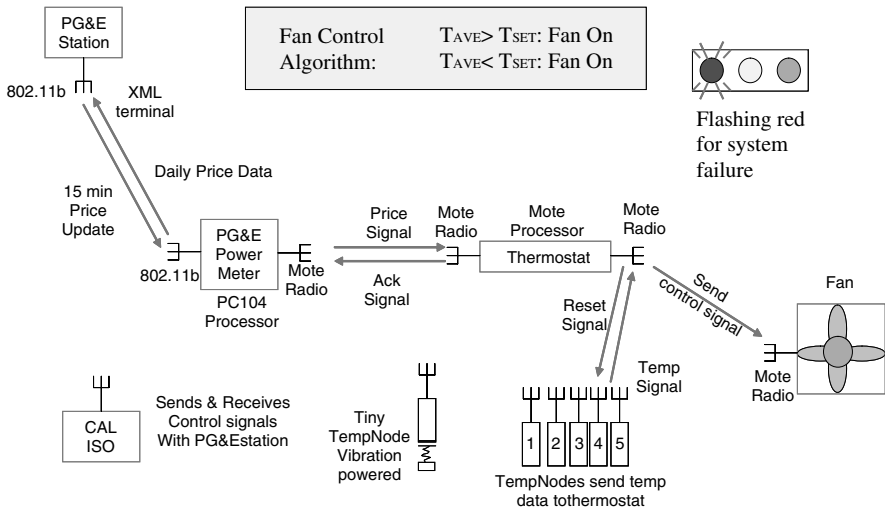 PG&E
Station
802.11b
XML
terminal
Fan Control
Algorithm:
TAVE> TSET: Fan On
TAVE< TSET: Fan On
Flashing red
for system
failure
Daily Price Data
15 min
Price
Update
802.11b
PG&E
Power
Meter
PC104
Processor
Mote
Radio
Price
Signal
Ack
Signal
Mote
Radio
Mote
Processor
Thermostat
Mote
Radio
Reset
Signal
Send
control signal
Temp
Signal
Fan
Mote
Radio
CAL
ISO
Sends & Receives
Control signals
With PG&Estation
Tiny
TempNode
Vibration
powered
1 2 3 4 5
TempNodes send temp
data tothermostat